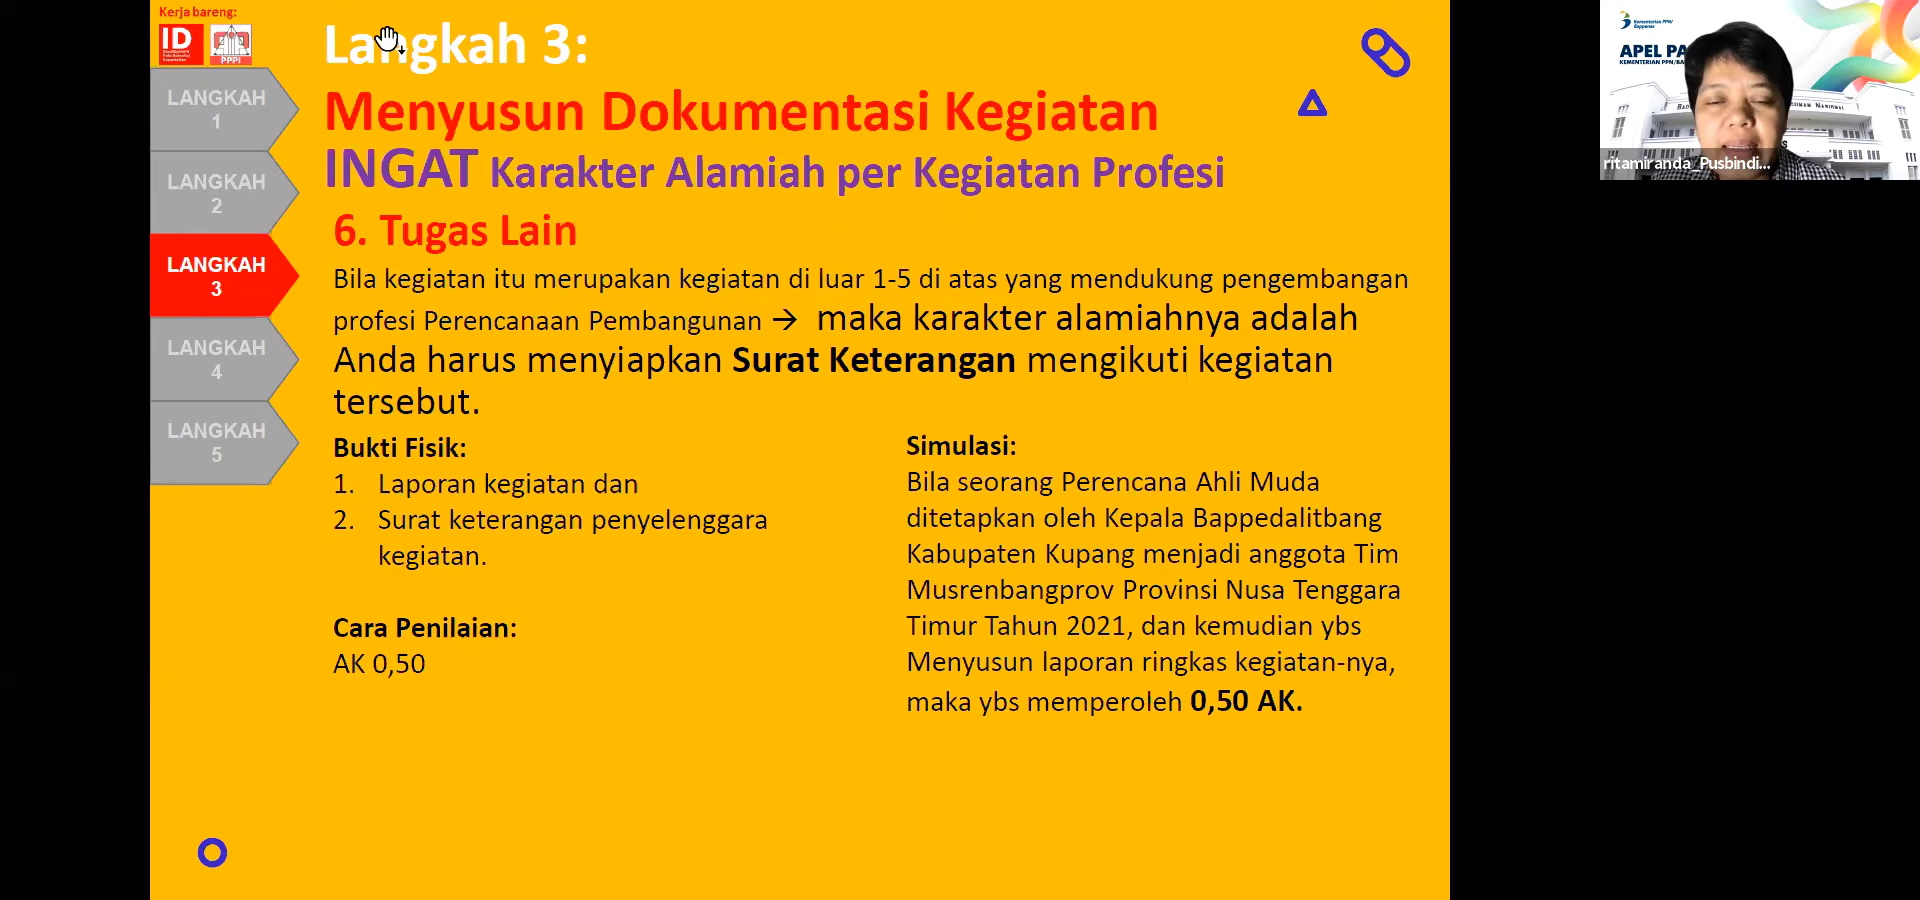 Kerja bareng:
ID
PPPI
LANGKAH
1
LANGKAH
2
LANGKAH
3
LANGKAH
4
LANGKAH
5
Langkah 3:
Menyusun Dokumentasi Kegiatan
INGAT Karakter Alamiah per Kegiatan Profesi
6. Tugas Lain
Bila kegiatan itu merupakan kegiatan di luar 1-5 di atas yang mendukung pengembangan
profesi Perencanaan Pembangunan → maka karakter alamiahnya adalah
Anda harus menyiapkan Surat Keterangan mengikuti kegiatan
tersebut.
Bukti Fisik:
1. Laporan kegiatan dan
2. Surat keterangan penyelenggara
kegiatan.
Cara Penilaian:
AK 0,50
Simulasi:
Bila seorang Perencana Ahli Muda
ditetapkan oleh Kepala Bappedalitbang
Kabupaten Kupang menjadi anggota Tim
Musrenbangprov Provinsi Nusa Tenggara
Timur Tahun 2021, dan kemudian ybs
Menyusun laporan ringkas kegiatan-nya,
maka ybs memperoleh 0,50 AK.
Kementerian PPN/
Bappenas
APEL PA
KEMENTERIAN PPN/BA
ritamiranda_Pusbindi...